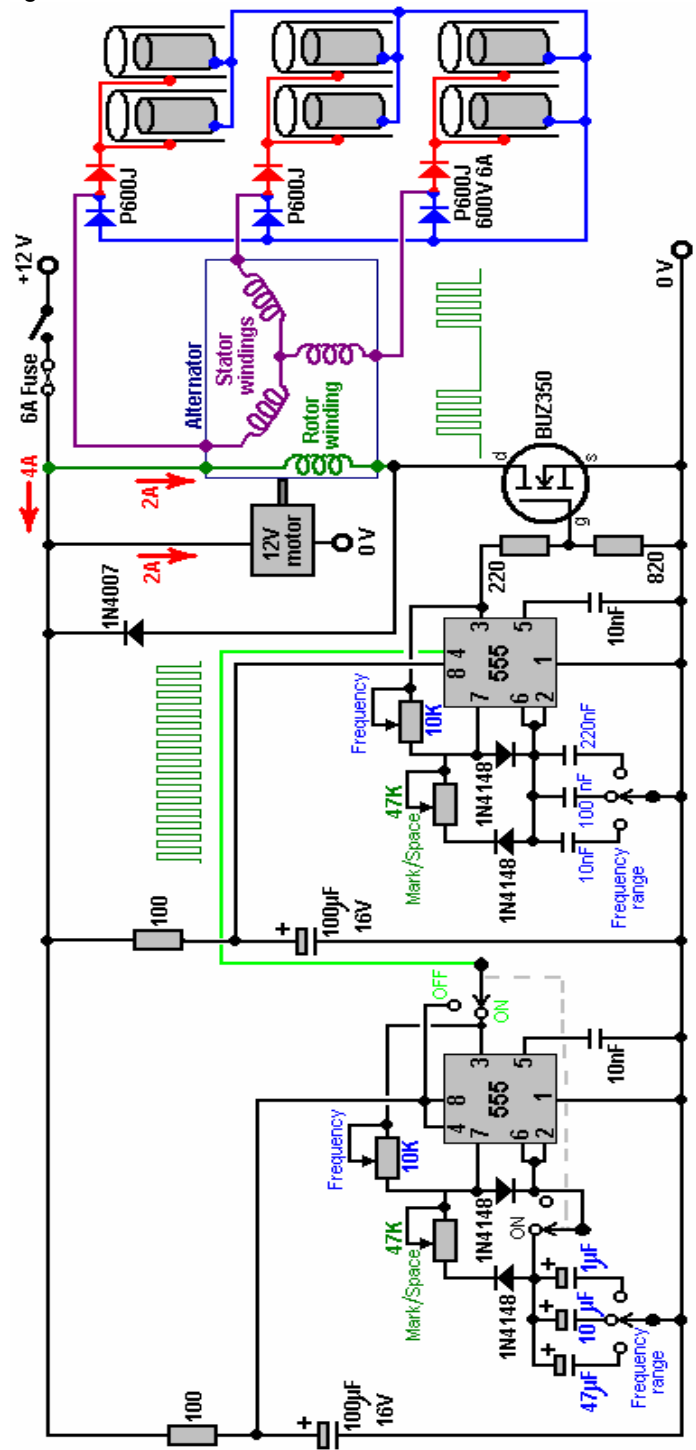 6A Fuse
+12 V
4A
100
100
1N4007
2A
2A
Alternator
P600J
P600J
P600J
600V 6A
Stator
windings
Rotor
winding
12V
motor
0 V
+
100µF
16V
+
100µF
16V
Frequency
10K
OFF
ON
Frequency
10K
47K
Mark/Space
47K
Mark/Space
4
8
3
7
555
6
2
1
5
8
4
3
7
555
6
2
1
5
220
820
g
d
s
BUZ350
1N4148
1N4148
ON
1N4148
1N4148
10nF
10nF
+
47µF
+
10µF
+
1µF
10nF
100nF
220nF
Frequency
range
Frequency
range
0 V